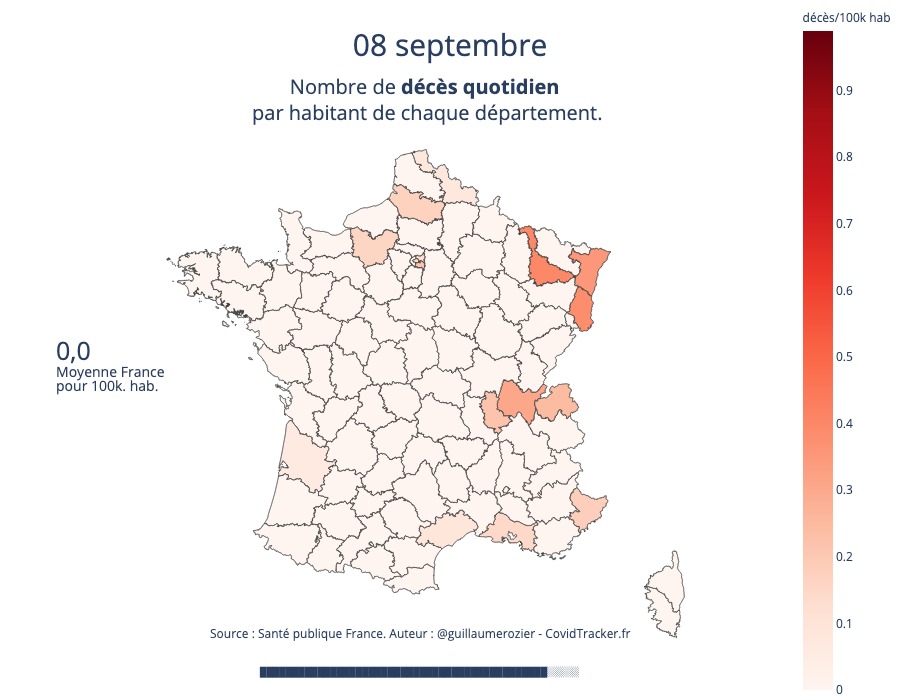 décès/100k hab
08 septembre
Nombre de décès quotidien
par habitant de chaque département.
0.9
0.8
0.7
0.6
0.5
0.4
0.3
0.2
0.1
0
0,0
Moyenne France
pour 100k. hab.
Source : Santé publique France. Auteur : @guillaumerozier - CovidTracker.fr